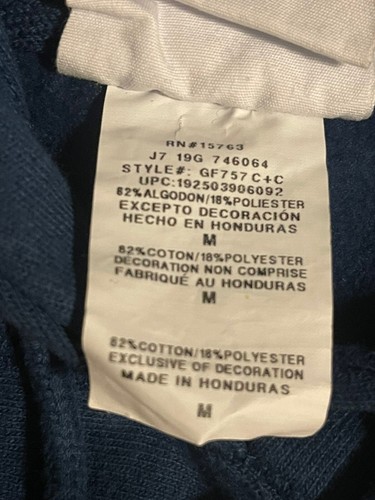 RN#15763
J7 19G 746064
STYLE#: GF757 C+C
UPC:192503906092
82%ALGODON/18%POLIESTER
EXCEPTO DECORACIÓN
HECHO EN HONDURAS
M
82%COTON/18%POLYESTER
DECORATION NON COMPRISE
FABRIQUÉ AU HONDURAS
M
82%COTTON/18%POLYESTER
EXCLUSIVE OF DECORATION
MADE IN HONDURAS
M